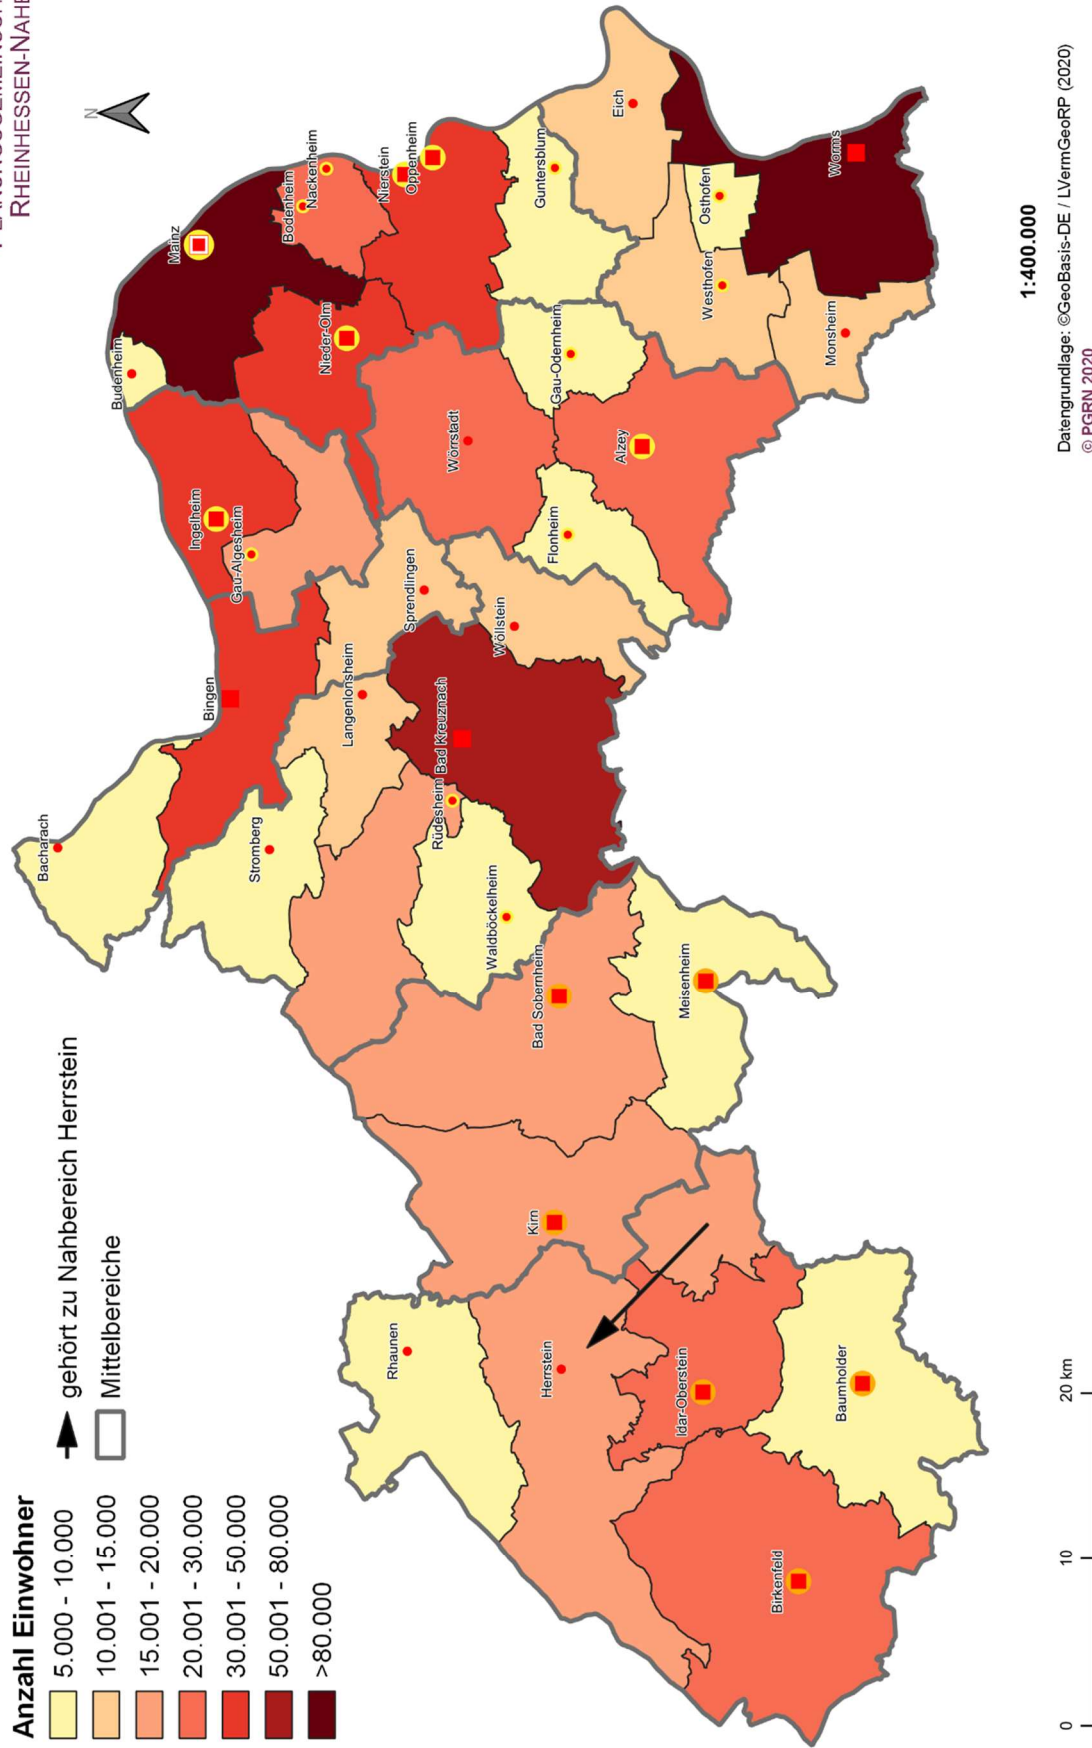 RHEINHESSEN-NAHE
N
Anzahl Einwohner
5.000 - 10.000
10.001 - 15.000
15.001 - 20.000
20.001 - 30.000
30.001 - 50.000
50.001 - 80.000
>80.000
gehört zu Nahbereich Herrstein
Mittelbereiche
Bacharach
Budenheim
Mainz
Bingen
Ingelheim
Gau-Algesheim
Stromberg
Bodenheim
Nackenheim
Nieder-Olm
Langenlonsheim
Nierstein
Oppenheim
Rhaunen
Sprendlingen
Rüdesheim
Bad Kreuznach
Wörrstadt
Waldböckelheim
Wöllstein
Kirn
Bad Sobernheim
Herrstein
Flonheim
Gau-Odernheim
Guntersblum
Eich
Alzey
Idar-Oberstein
Meisenheim
Westhofen
Osthofen
Birkenfeld
Baumholder
Monsheim
Worms
0
10
20 km
1:400.000
Datengrundlage: ©GeoBasis-DE / LVermGeoRP (2020)
© PGRN 2020